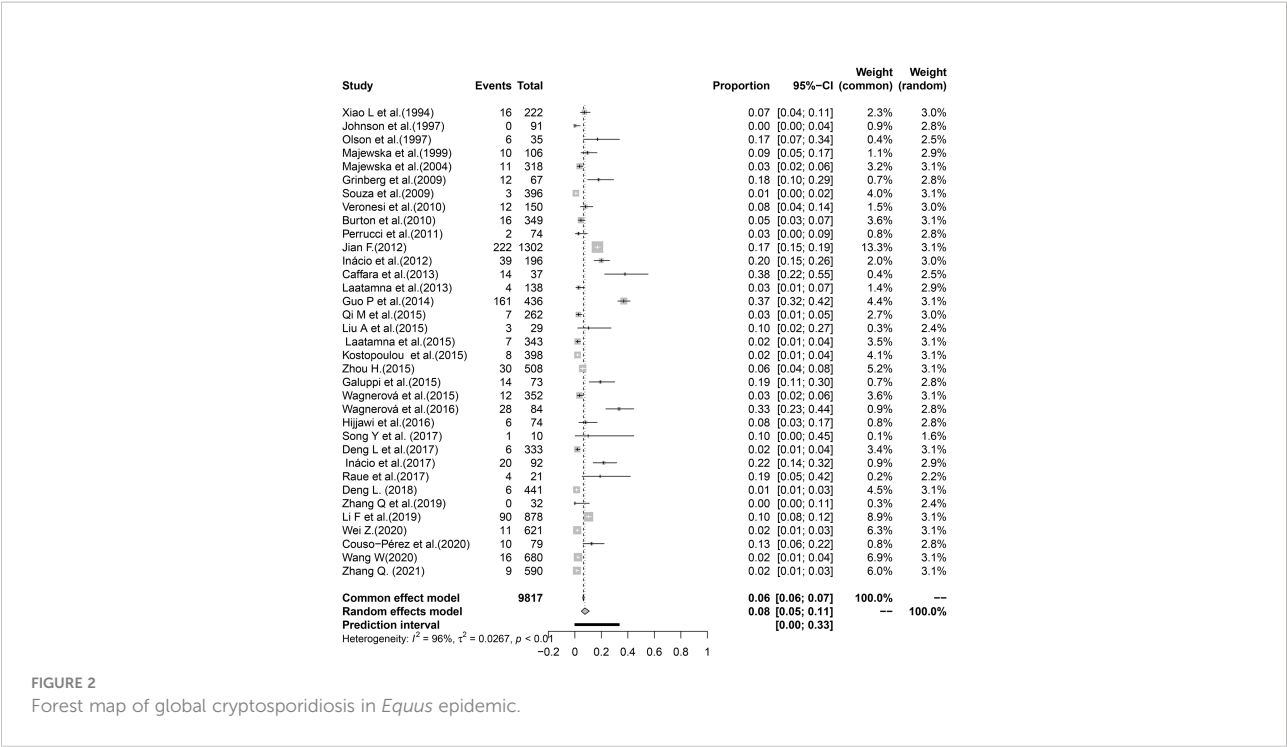 Weight Weight
Study Events Total Proportion 95%−CI (common) (random)
Xiao L et al.(1994) 16 222 0.07 [0.04; 0.11] 2.3% 3.0%
Johnson et al.(1997) 0 91 0.00 [0.00; 0.04] 0.9% 2.8%
Olson et al.(1997) 6 35 0.17 [0.07; 0.34] 0.4% 2.5%
Majewska et al.(1999) 10 106 0.09 [0.05; 0.17] 1.1% 2.9%
Majewska et al.(2004) 11 318 0.03 [0.02; 0.06] 3.2% 3.1%
Grinberg et al.(2009) 12 67 0.18 [0.10; 0.29] 0.7% 2.8%
Souza et al.(2009) 3 396 0.01 [0.00; 0.02] 4.0% 3.1%
Veronesi et al.(2010) 12 150 0.08 [0.04; 0.14] 1.5% 3.0%
Burton et al.(2010) 16 349 0.05 [0.03; 0.07] 3.6% 3.1%
Perrucci et al.(2011) 2 74 0.03 [0.00; 0.09] 0.8% 2.8%
Jian F.(2012) 222 1302 0.17 [0.15; 0.19] 13.3% 3.1%
Inácio et al.(2012) 39 196 0.20 [0.15; 0.26] 2.0% 3.0%
Caffara et al.(2013) 14 37 0.38 [0.22; 0.55] 0.4% 2.5%
Laatamna et al.(2013) 4 138 0.03 [0.01; 0.07] 1.4% 2.9%
Guo P et al.(2014) 161 436 0.37 [0.32; 0.42] 4.4% 3.1%
Qi M et al.(2015) 7 262 0.03 [0.01; 0.05] 2.7% 3.0%
Liu A et al.(2015) 3 29 0.10 [0.02; 0.27] 0.3% 2.4%
Laatamna et al.(2015) 7 343 0.02 [0.01; 0.04] 3.5% 3.1%
Kostopoulou et al.(2015) 8 398 0.02 [0.01; 0.04] 4.1% 3.1%
Zhou H.(2015) 30 508 0.06 [0.04; 0.08] 5.2% 3.1%
Galuppi et al.(2015) 14 73 0.19 [0.11; 0.30] 0.7% 2.8%
Wagnerová et al.(2015) 12 352 0.03 [0.02; 0.06] 3.6% 3.1%
Wagnerová et al.(2016) 28 84 0.33 [0.23; 0.44] 0.9% 2.8%
Hijjawi et al.(2016) 6 74 0.08 [0.03; 0.17] 0.8% 2.8%
Song Y et al. (2017) 1 10 0.10 [0.00; 0.45] 0.1% 1.6%
Deng L et al.(2017) 6 333 0.02 [0.01; 0.04] 3.4% 3.1%
Inácio et al.(2017) 20 92 0.22 [0.14; 0.32] 0.9% 2.9%
Raue et al.(2017) 4 21 0.19 [0.05; 0.42] 0.2% 2.2%
Deng L. (2018) 6 441 0.01 [0.01; 0.03] 4.5% 3.1%
Zhang Q et al.(2019) 0 32 0.00 [0.00; 0.11] 0.3% 2.4%
Li F et al.(2019) 90 878 0.10 [0.08; 0.12] 8.9% 3.1%
Wei Z.(2020) 11 621 0.02 [0.01; 0.03] 6.3% 3.1%
Couso−Pérez et al.(2020) 10 79 0.13 [0.06; 0.22] 0.8% 2.8%
Wang W(2020) 16 680 0.02 [0.01; 0.04] 6.9% 3.1%
Zhang Q. (2021) 9 590 0.02 [0.01; 0.03] 6.0% 3.1%
Common effect model 9817 0.06 [0.06; 0.07] 100.0% −−
Random effects model 0.08 [0.05; 0.11] −− 100.0%
Prediction interval [0.00; 0.33]
Heterogeneity: I² = 96%, τ² = 0.0267, p < 0.01
−0.2 0 0.2 0.4 0.6 0.8 1
FIGURE 2
Forest map of global cryptosporidiosis in Equus epidemic.